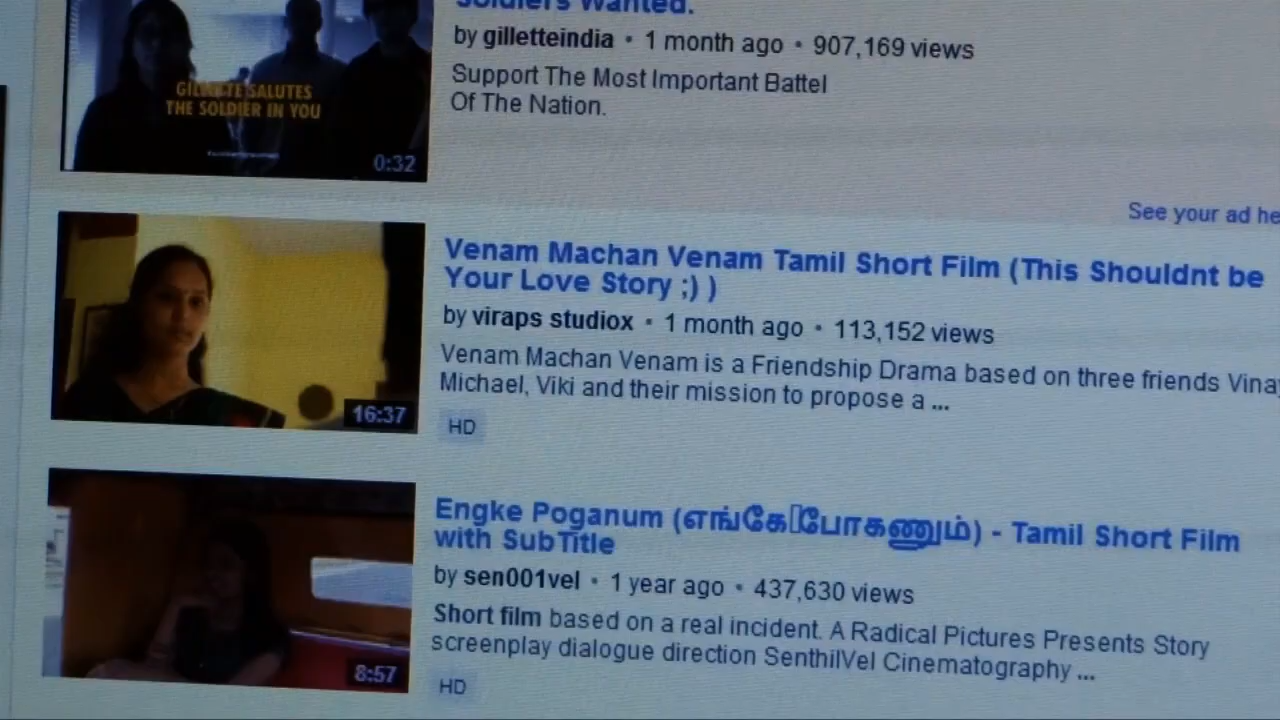 Soldiers Wanted.
by gilletteindia • 1 month ago • 907,169 views
Support The Most Important Battel
Of The Nation.
GILLETTE SALUTES
THE SOLDIER IN YOU
0:32
See your ad he
Venam Machan Venam Tamil Short Film (This Shouldnt be
Your Love Story ;) )
by viraps studiox • 1 month ago • 113,152 views
Venam Machan Venam is a Friendship Drama based on three friends Vinay
Michael, Viki and their mission to propose a ...
16:37
HD
Engke Poganum (எங்கே போகணும்) - Tamil Short Film
with SubTitle
by sen001vel • 1 year ago • 437,630 views
Short film based on a real incident. A Radical Pictures Presents Story
screenplay dialogue direction SenthilVel Cinematography ...
8:57
HD